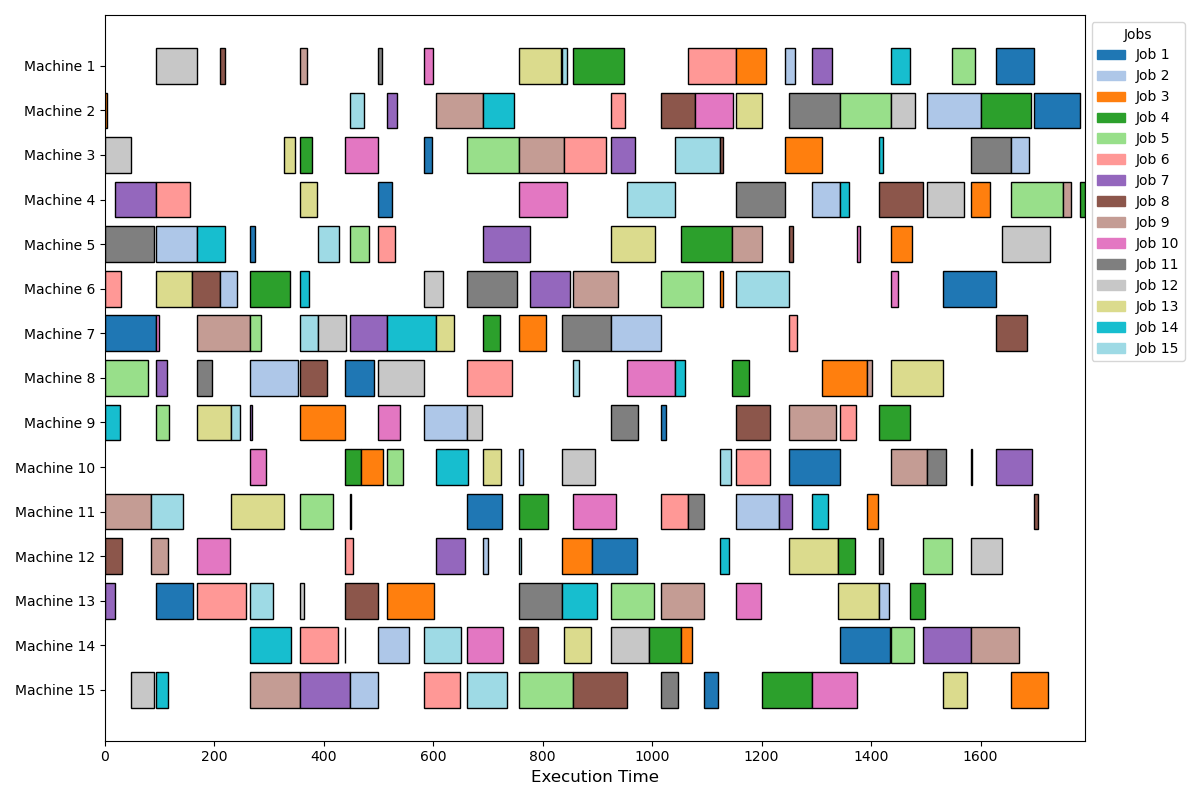 Machine 1
Machine 2
Machine 3
Machine 4
Machine 5
Machine 6
Machine 7
Machine 8
Machine 9
Machine 10
Machine 11
Machine 12
Machine 13
Machine 14
Machine 15
0 200 400 600 800 1000 1200 1400 1600
Execution Time
Jobs
Job 1
Job 2
Job 3
Job 4
Job 5
Job 6
Job 7
Job 8
Job 9
Job 10
Job 11
Job 12
Job 13
Job 14
Job 15